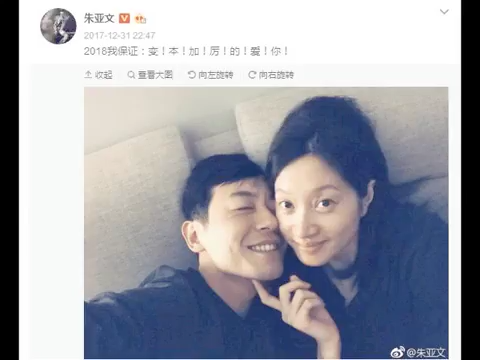 朱亚文
2017-12-31 22:47
2018我保证：变！本！加！厉！的！爱！你！
收起 查看大图 向左旋转 向右旋转
@朱亚文